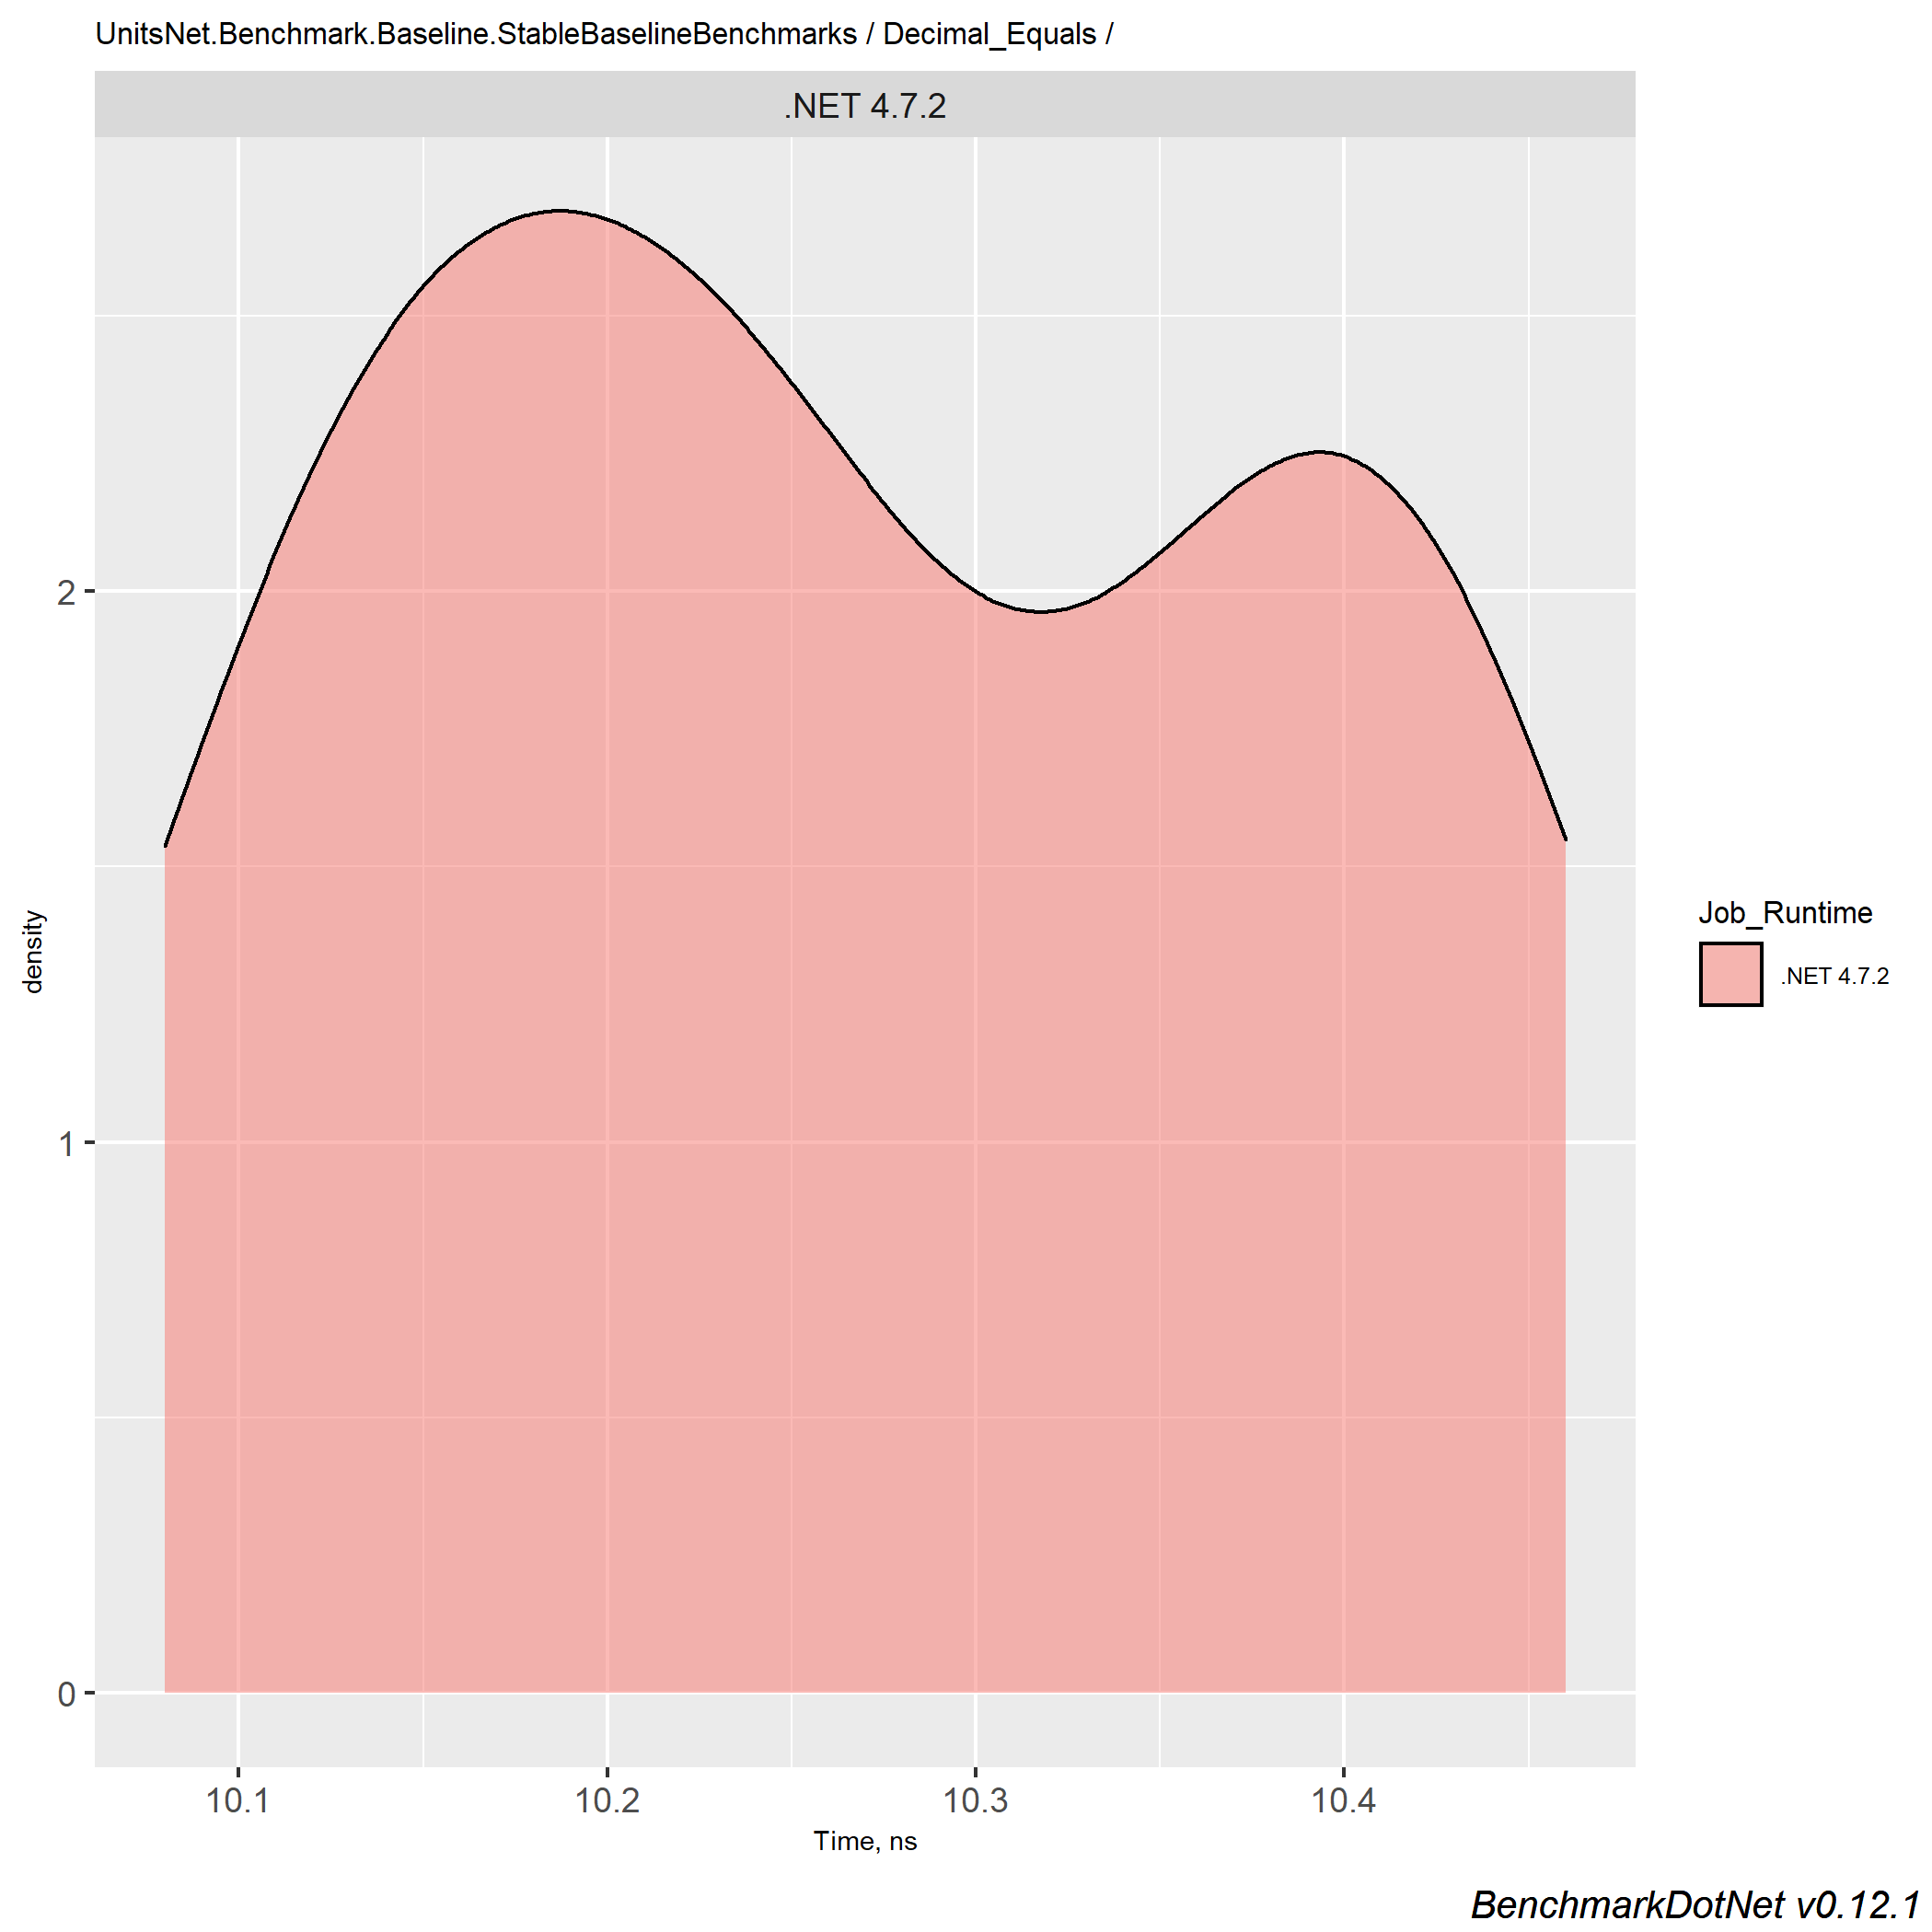 UnitsNet.Benchmark.Baseline.StableBaselineBenchmarks / Decimal_Equals /
.NET 4.7.2
2
1
0
density
10.1 10.2 10.3 10.4
Time, ns
Job_Runtime
.NET 4.7.2
BenchmarkDotNet v0.12.1